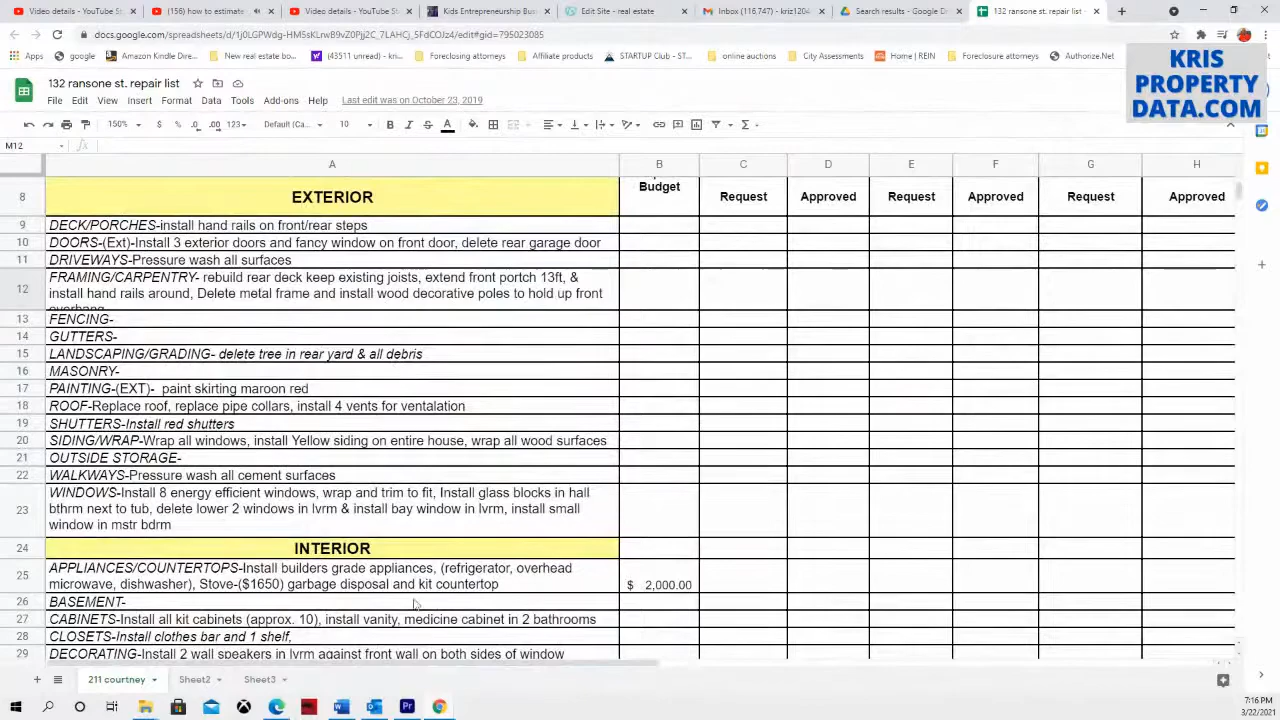 Video details - YouTube St
(156) how to estimate
Video details - YouTube St
Kids Entrepreneurship Bus
Edit Site - real estate
Inbox (116,747) - kriz1204
Search results - Google Dr
132 ransone st. repair list -
docs.google.com/spreadsheets/d/1j0LGPWdg-HMSsKLrwB9vZ0Pjj2C_7LAHCj_5FdCOJz4/edit#gid=795023085
Apps
google
Amazon Kindle Dire
New real estate bo
(43511 unread) - kri
Foreclosing attorneys
Affiliate products
STARTUP Club - ST
online auctions
City Assessments
Home | REIN
Foreclosure attorneys
Authorize.Net
KRIS
PROPERTY
DATA.COM
132 ransone st. repair list
File Edit View Insert Format Data Tools Add-ons Help Last edit was on October 23, 2019
150% $ % .0 .00 123 Default (Ca... 10 B I S A
M12 fx
A B C D E F G H
8 EXTERIOR Budget Request Approved Request Approved Request Approved
9 DECK/PORCHES-install hand rails on front/rear steps
10 DOORS-(Ext)-Install 3 exterior doors and fancy window on front door, delete rear garage door
11 DRIVEWAYS-Pressure wash all surfaces
12 FRAMING/CARPENTRY- rebuild rear deck keep existing joists, extend front portch 13ft, &
install hand rails around, Delete metal frame and install wood decorative poles to hold up front
overhang
13 FENCING-
14 GUTTERS-
15 LANDSCAPING/GRADING- delete tree in rear yard & all debris
16 MASONRY-
17 PAINTING-(EXT)- paint skirting maroon red
18 ROOF-Replace roof, replace pipe collars, install 4 vents for ventalation
19 SHUTTERS-Install red shutters
20 SIDING/WRAP-Wrap all windows, install Yellow siding on entire house, wrap all wood surfaces
21 OUTSIDE STORAGE-
22 WALKWAYS-Pressure wash all cement surfaces
23 WINDOWS-Install 8 energy efficient windows, wrap and trim to fit, Install glass blocks in hall
bthrm next to tub, delete lower 2 windows in lvrm & install bay window in lvrm, install small
window in mstr bdrm
24 INTERIOR
25 APPLIANCES/COUNTERTOPS-Install builders grade appliances, (refrigerator, overhead
microwave, dishwasher), Stove-($1650) garbage disposal and kit countertop $ 2,000.00
26 BASEMENT-
27 CABINETS-Install all kit cabinets (approx. 10), install vanity, medicine cabinet in 2 bathrooms
28 CLOSETS-Install clothes bar and 1 shelf,
29 DECORATING-Install 2 wall speakers in lvrm against front wall on both sides of window
211 courtney Sheet2 Sheet3
7:16 PM
3/22/2021